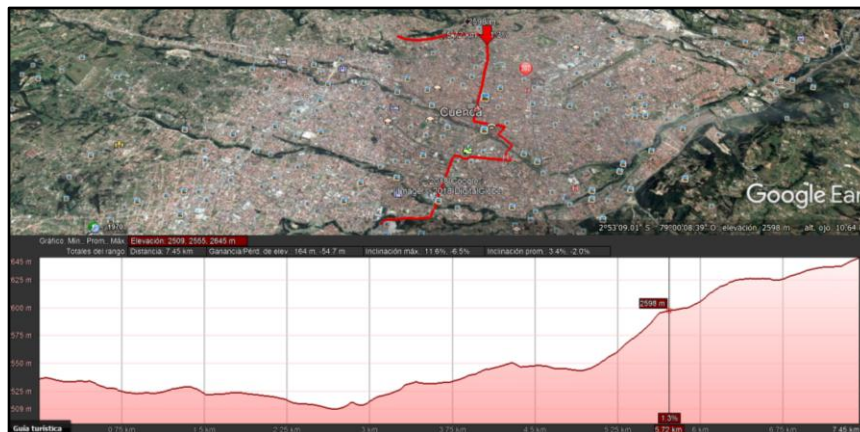 2598 m
Cuenca
Google Ear
2°53'09.01" S 79°00'08.39" O elevación 2598 m alt. ojo 10.64
1970
Gráfico: Mín., Prom., Máx. Elevación: 2509, 2555, 2645 m
Totales del rango: Distancia: 7.45 km Ganancia/Pérd. de elev.: 164 m, -54.7 m Inclinación máx.: 11.6%, -6.5% Inclinación prom.: 3.4%, -2.0%
645 m
625 m
600 m
575 m
550 m
525 m
509 m
2598 m
1.3%
Guía turística
0.75 km 1.5 km 2.25 km 3 km 3.75 km 4.5 km 5.25 km 5.72 km 6 km 6.75 km 7.45 km